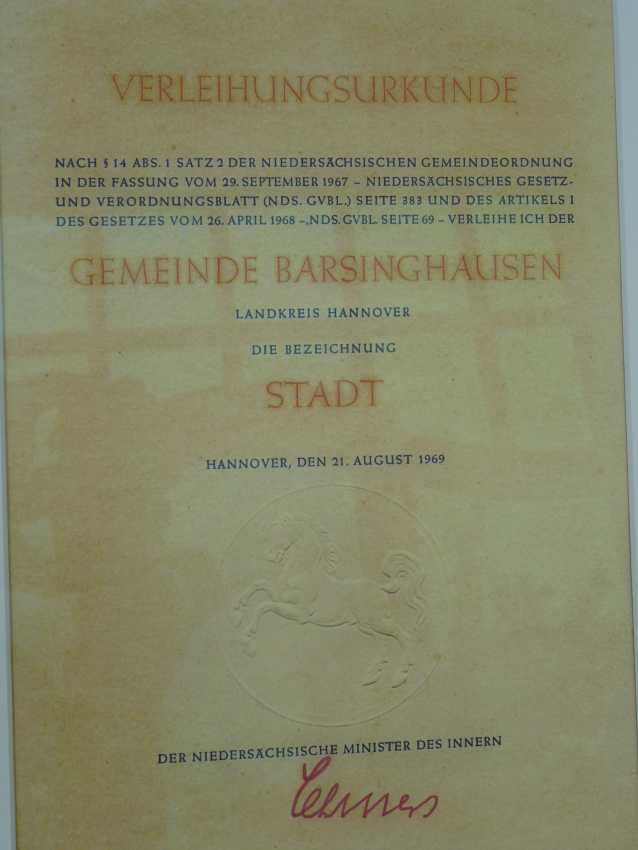 VERLEIHUNGSURKUNDE
NACH § 14 ABS. 1 SATZ 2 DER NIEDERSÄCHSISCHEN GEMEINDEORDNUNG
IN DER FASSUNG VOM 29. SEPTEMBER 1967 – NIEDERSÄCHSISCHES GESETZ-
UND VERORDNUNGSBLATT (NDS. GVBL.) SEITE 383 UND DES ARTIKELS I
DES GESETZES VOM 26. APRIL 1968 – NDS. GVBL. SEITE 69 – VERLEIHE ICH DER
GEMEINDE BARSINGHAUSEN
LANDKREIS HANNOVER
DIE BEZEICHNUNG
STADT
HANNOVER, DEN 21. AUGUST 1969
DER NIEDERSÄCHSISCHE MINISTER DES INNERN